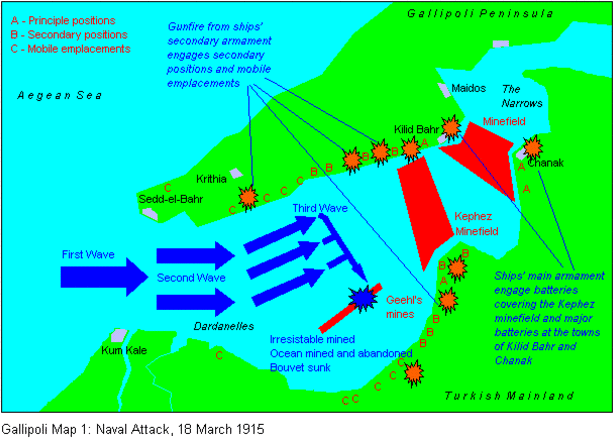 A - Principle positions
B - Secondary positions
C - Mobile emplacements
Gunfire from ships'
secondary armament
engages secondary
positions and mobile
emplacements
Gallipoli Peninsula
Aegean Sea
Maidos
The
Narrows
Kilid Bahr
Minefield
A
B
B
B
B
Chanak
A
A
C
C
C
C
C
C
Krithia
Sedd-el-Bahr
Third Wave
Kephez
Minefield
First Wave
Second Wave
B
B
A
Geehl's
mines
Ships' main armament
engage batteries
covering the Kephez
minefield and major
batteries at the towns
of Kilid Bahr and
Chanak
Dardanelles
Kum Kale
Irresistable mined
Ocean mined and abandoned
Bouvet sunk
B
B
B
C
C
C
C
C
C
Turkish Mainland
Gallipoli Map 1: Naval Attack, 18 March 1915